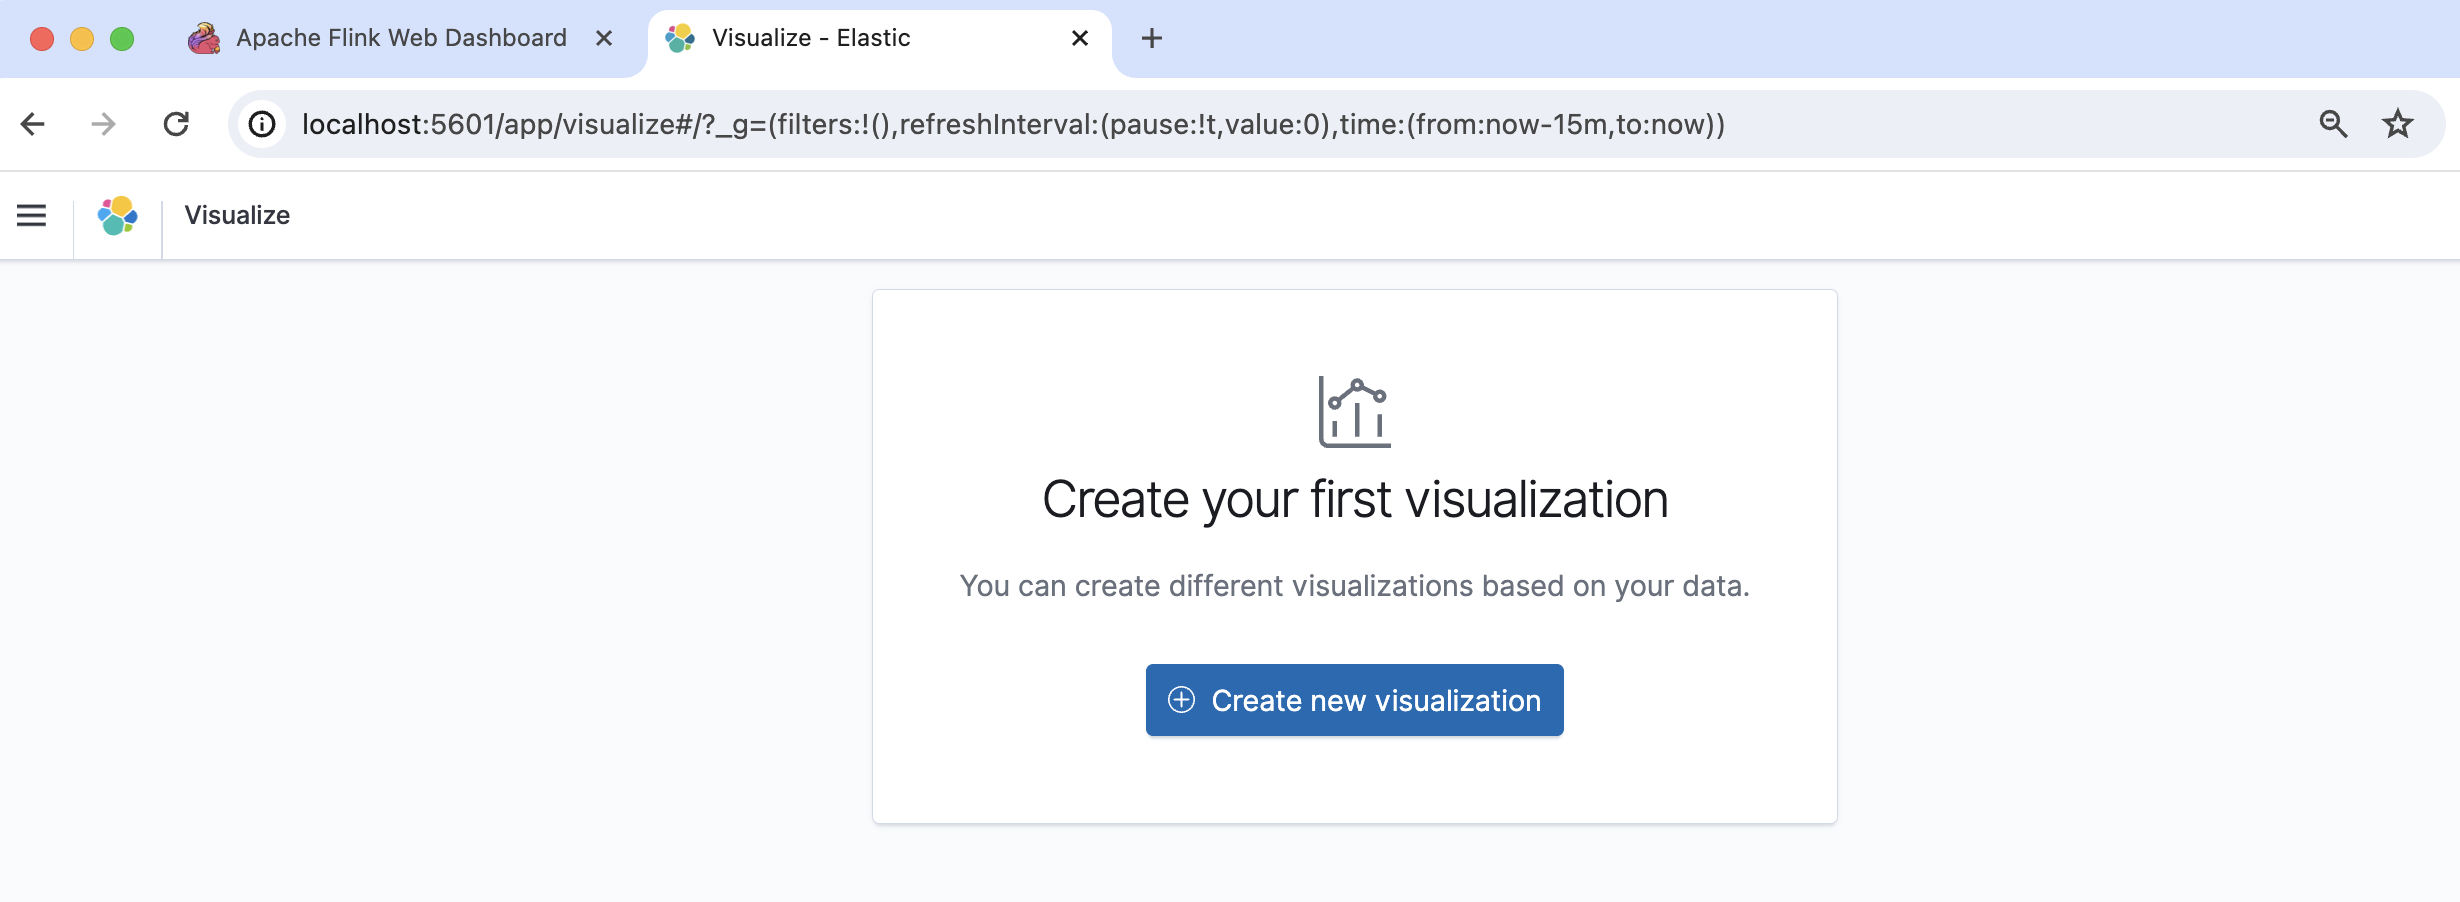 Apache Flink Web Dashboard
Visualize - Elastic
localhost:5601/app/visualize#/?_g=(filters:!(),refreshInterval:(pause:!t,value:0),time:(from:now-15m,to:now))
Visualize
Create your first visualization
You can create different visualizations based on your data.
Create new visualization